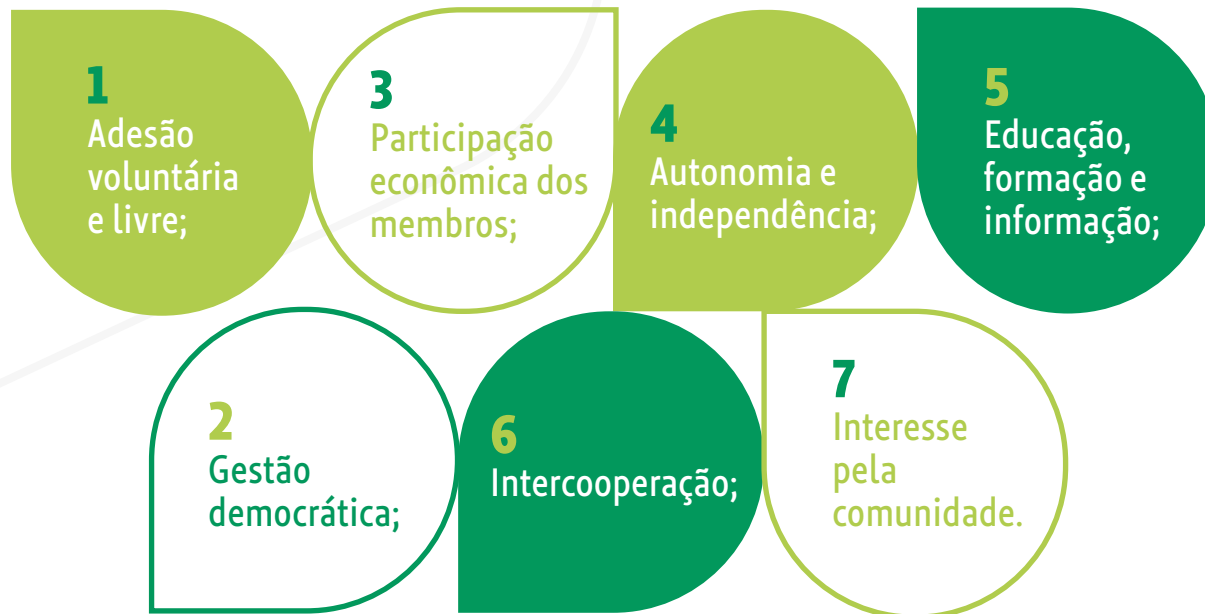 1
Adesão
voluntária
e livre;
3
Participação
econômica dos
membros;
4
Autonomia e
independência;
5
Educação,
formação e
informação;
2
Gestão
democrática;
6
Intercooperação;
7
Interesse
pela
comunidade.